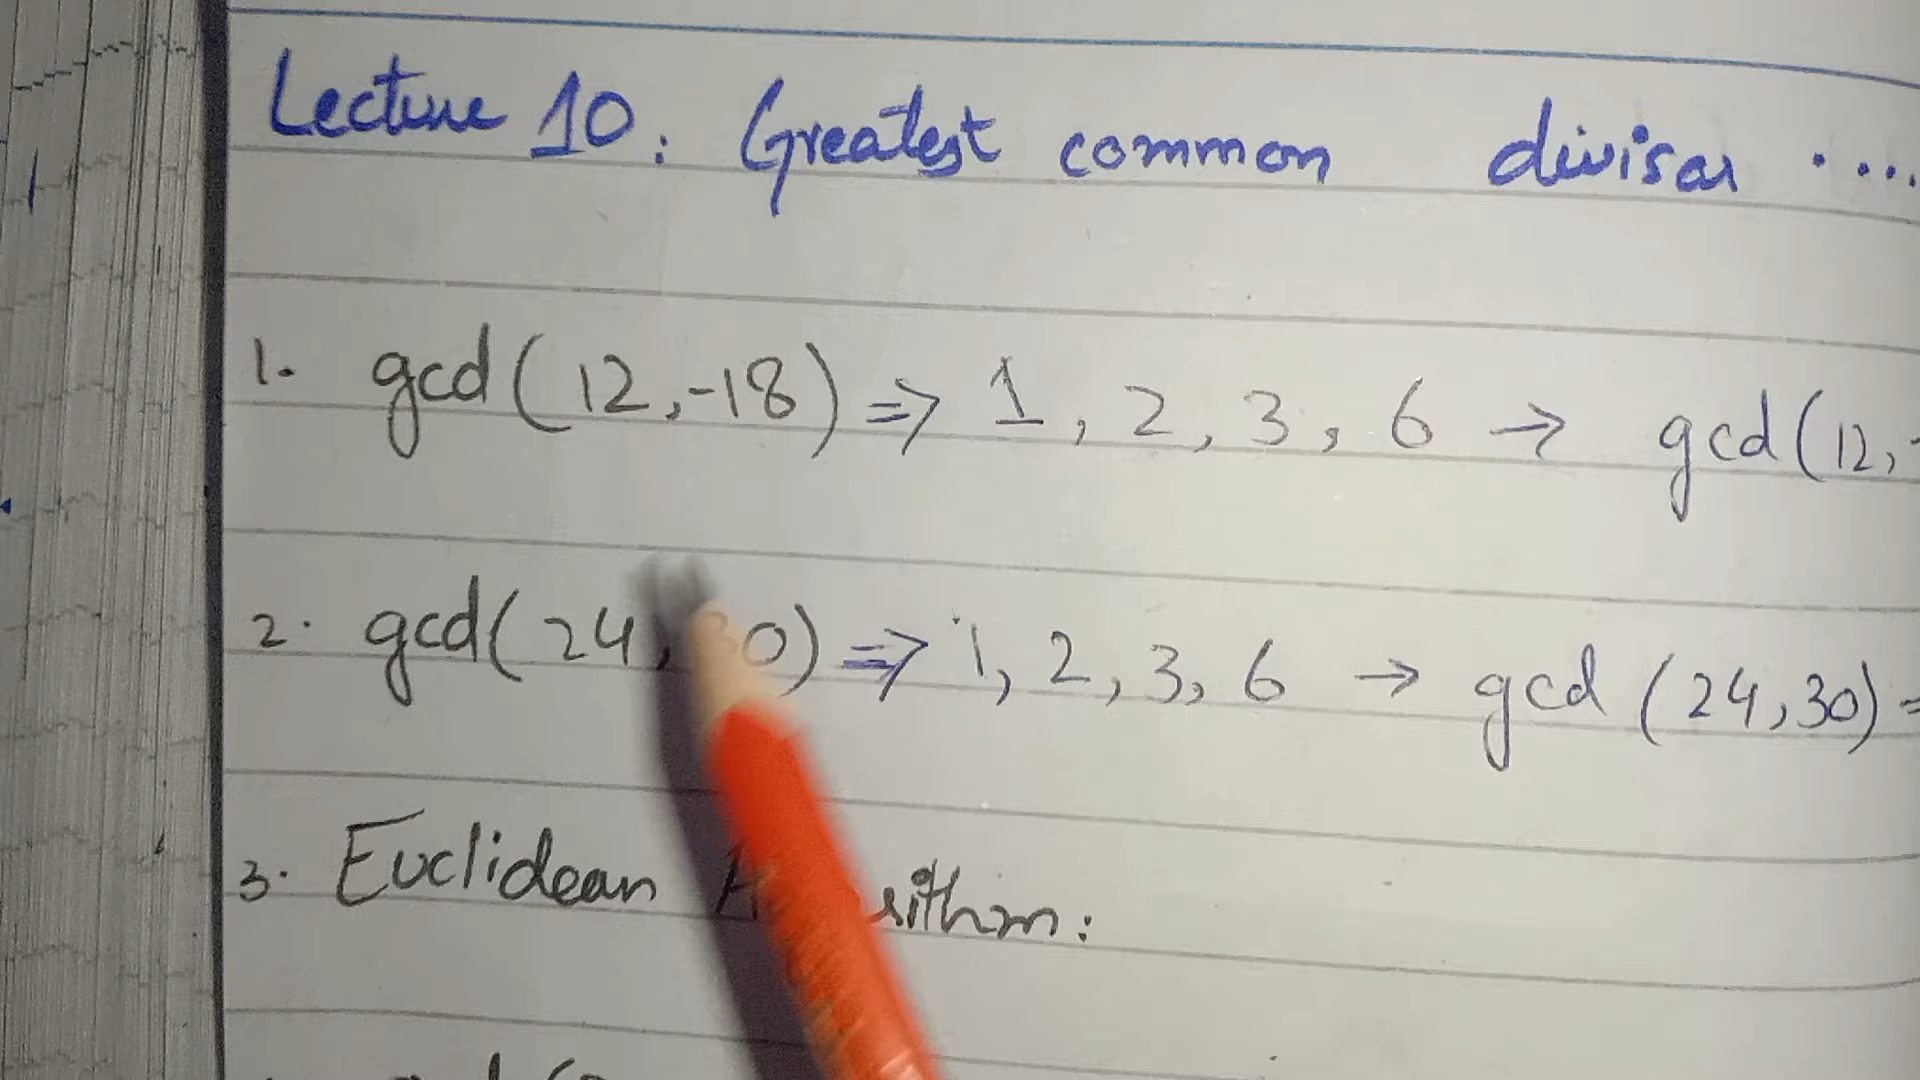 Lecture 10: Greatest common divisor .....
1. gcd(12,-18) => 1, 2, 3, 6 → gcd(12,-
2. gcd(24,30) => 1, 2, 3, 6 → gcd (24,30) =
3. Euclidean